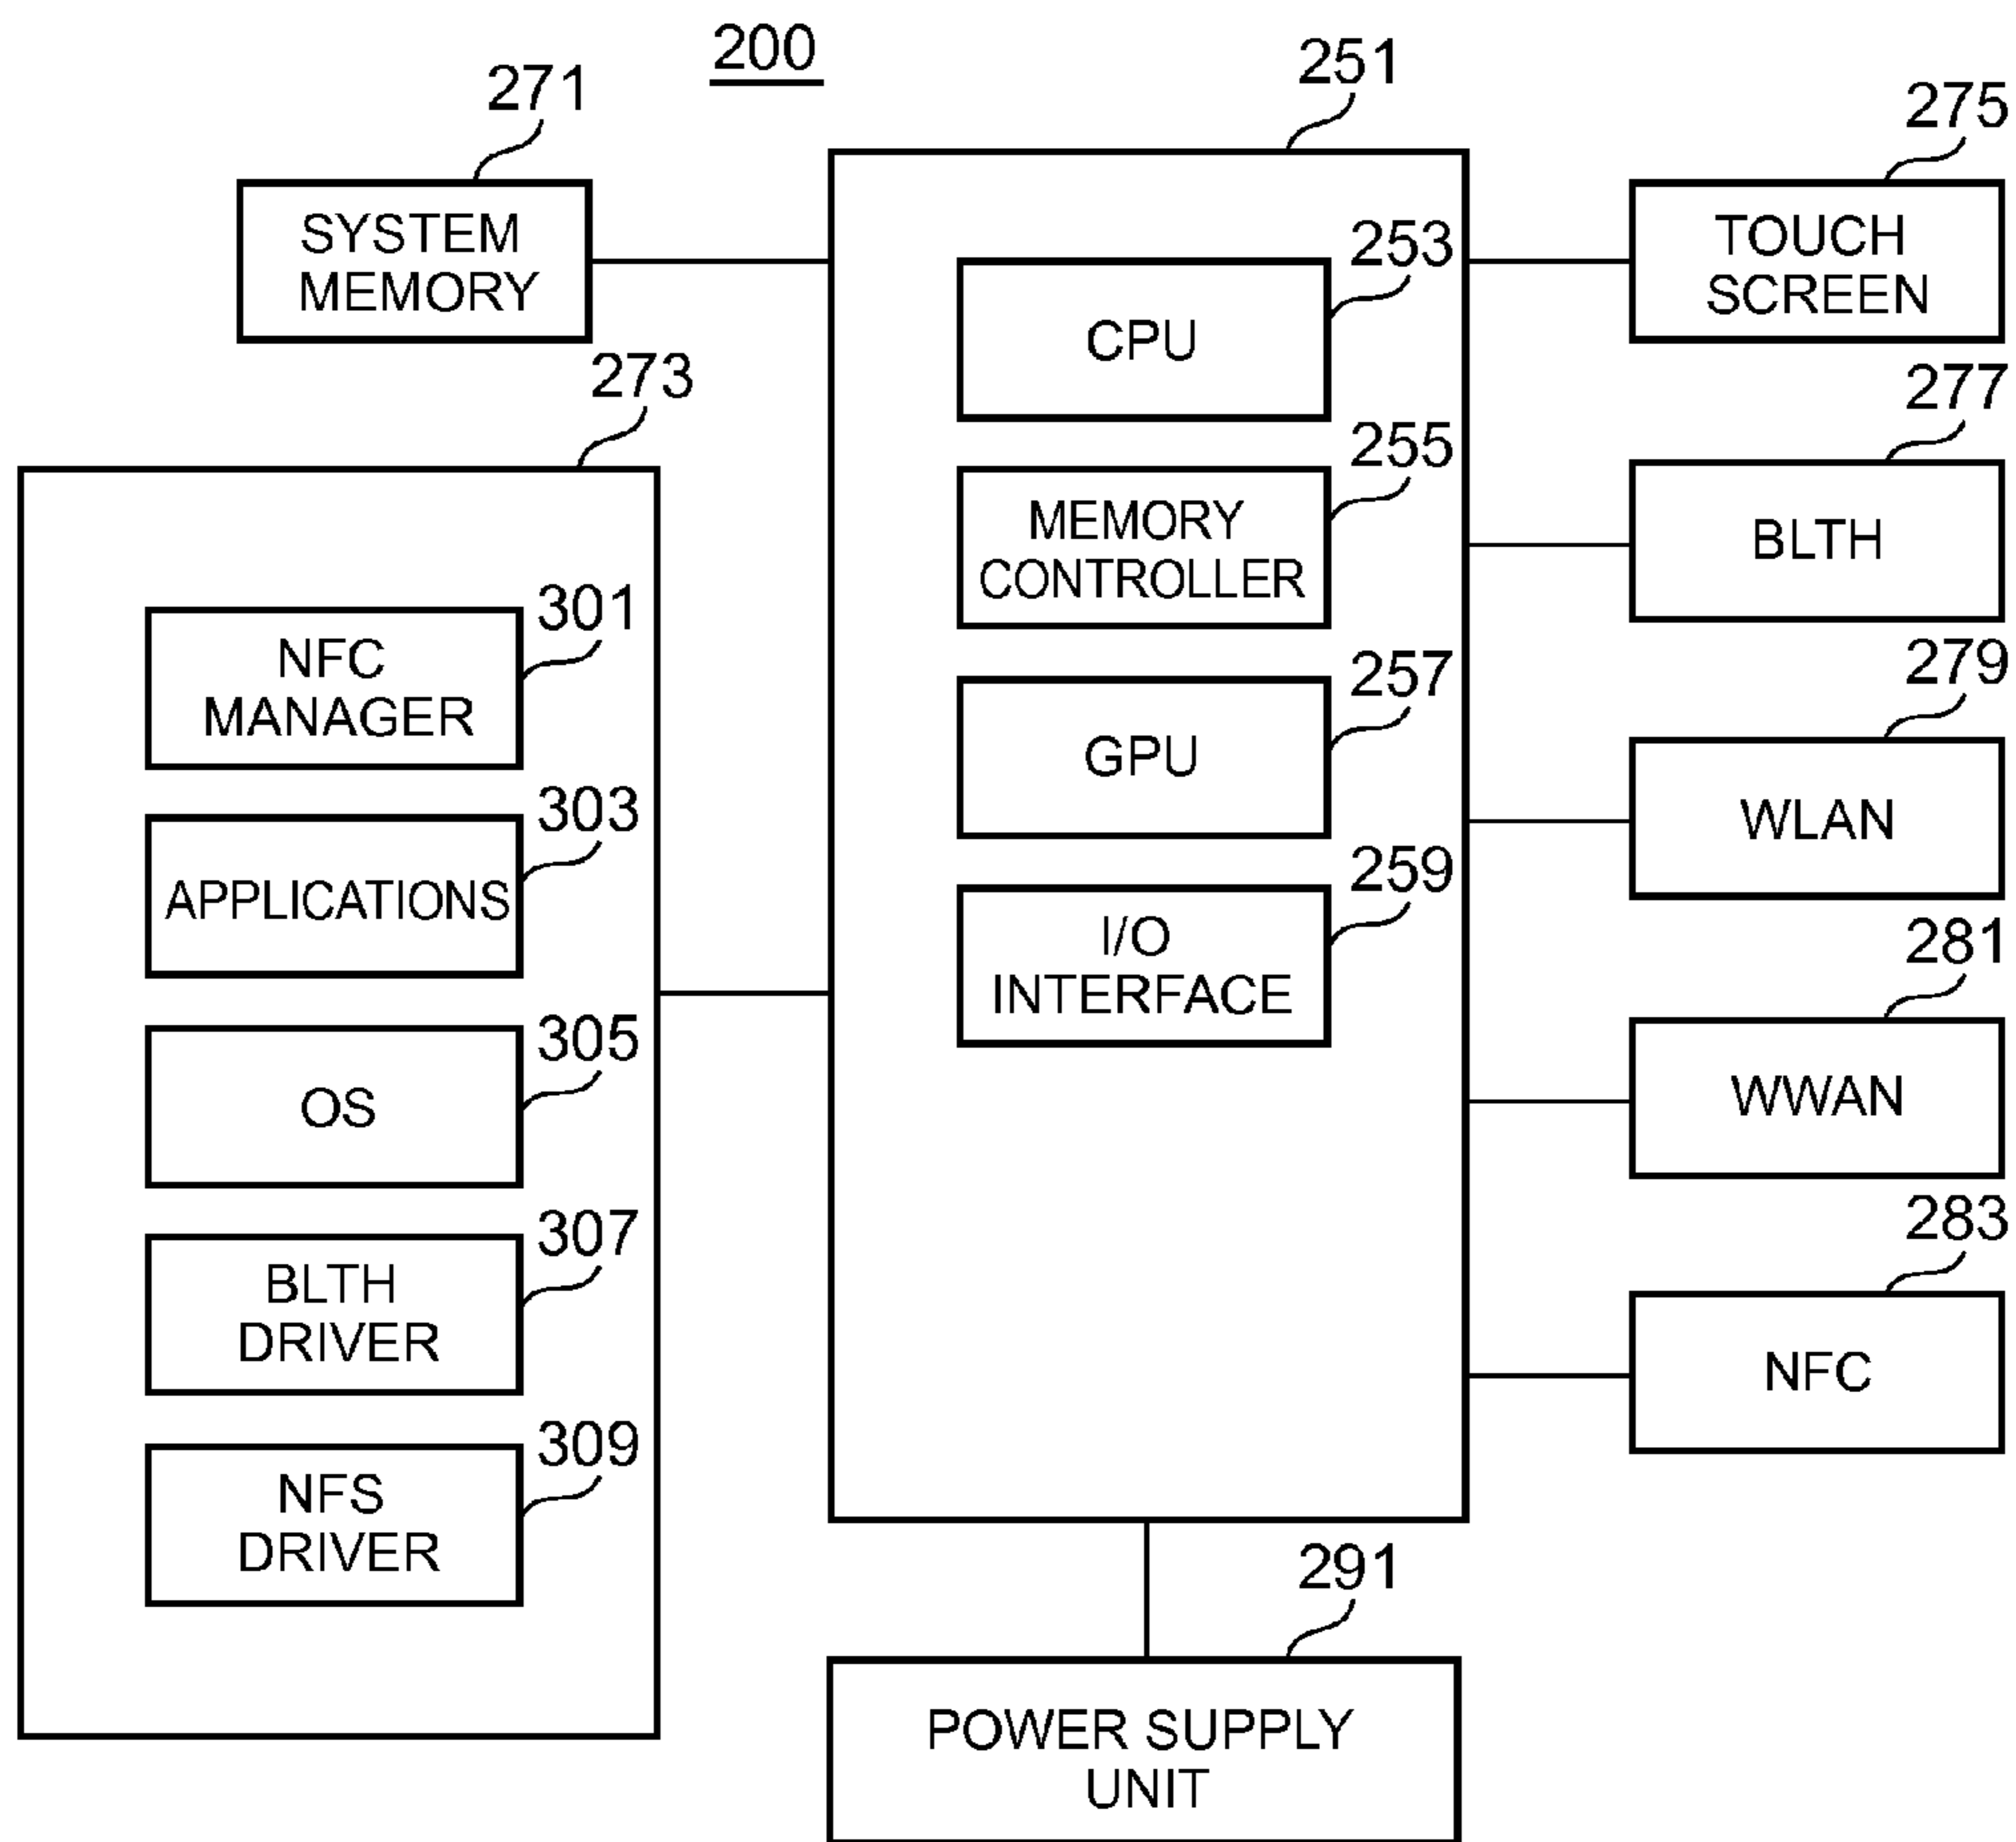 200
271
SYSTEM
MEMORY
273
301
NFC
MANAGER
303
APPLICATIONS
305
OS
307
BLTH
DRIVER
309
NFS
DRIVER
251
253
CPU
255
MEMORY
CONTROLLER
257
GPU
259
I/O
INTERFACE
275
TOUCH
SCREEN
277
BLTH
279
WLAN
281
WWAN
283
NFC
291
POWER SUPPLY
UNIT